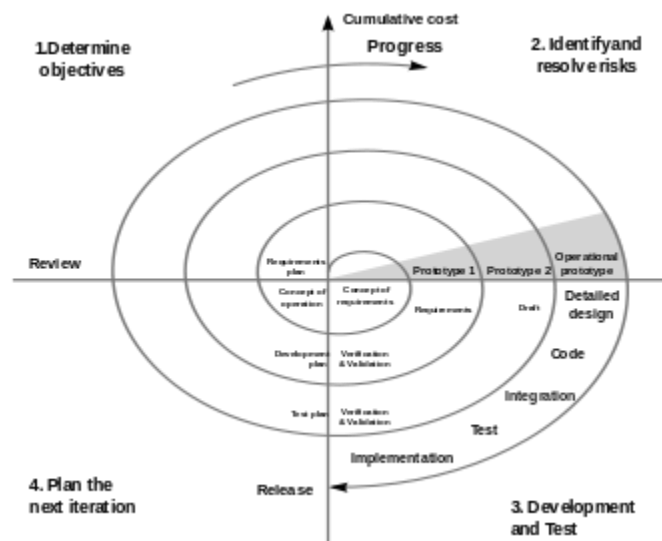 Cumulative cost
Progress
1.Determine
objectives
2. Identify and
resolve risks
Review
Requirements
plan
Prototype 1
Prototype 2
Operational
prototype
Concept of
operation
Concept of
requirements
Requirements
Draft
Detailed
design
Development
plan
Verification
& Validation
Code
Integration
Test plan
Verification
& Validation
Test
Implementation
Release
4. Plan the
next iteration
3. Development
and Test